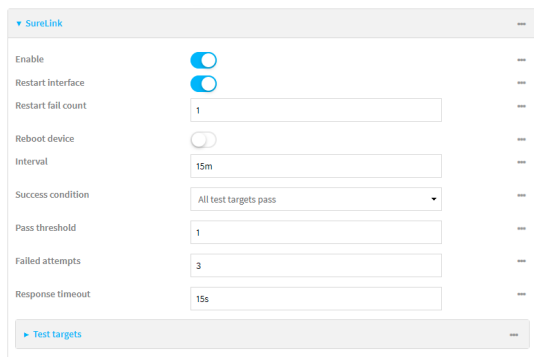 SureLink
Enable
Restart interface
Restart fail count
1
Reboot device
Interval
15m
Success condition
All test targets pass
Pass threshold
1
Failed attempts
3
Response timeout
15s
Test targets